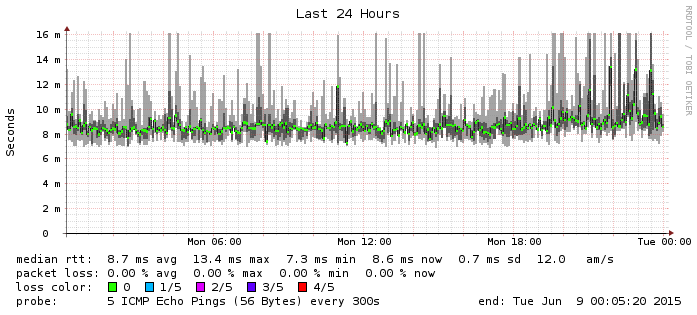 Last 24 Hours
RRDTOOL / TOBI OETIKER
Seconds
16 m
14 m
12 m
10 m
8 m
6 m
4 m
2 m
0
Mon 06:00 Mon 12:00 Mon 18:00 Tue 00:00
median rtt: 8.7 ms avg 13.4 ms max 7.3 ms min 8.6 ms now 0.7 ms sd 12.0 am/s
packet loss: 0.00 % avg 0.00 % max 0.00 % min 0.00 % now
loss color: 0 1/5 2/5 3/5 4/5
probe: 5 ICMP Echo Pings (56 Bytes) every 300s end: Tue Jun 9 00:05:20 2015